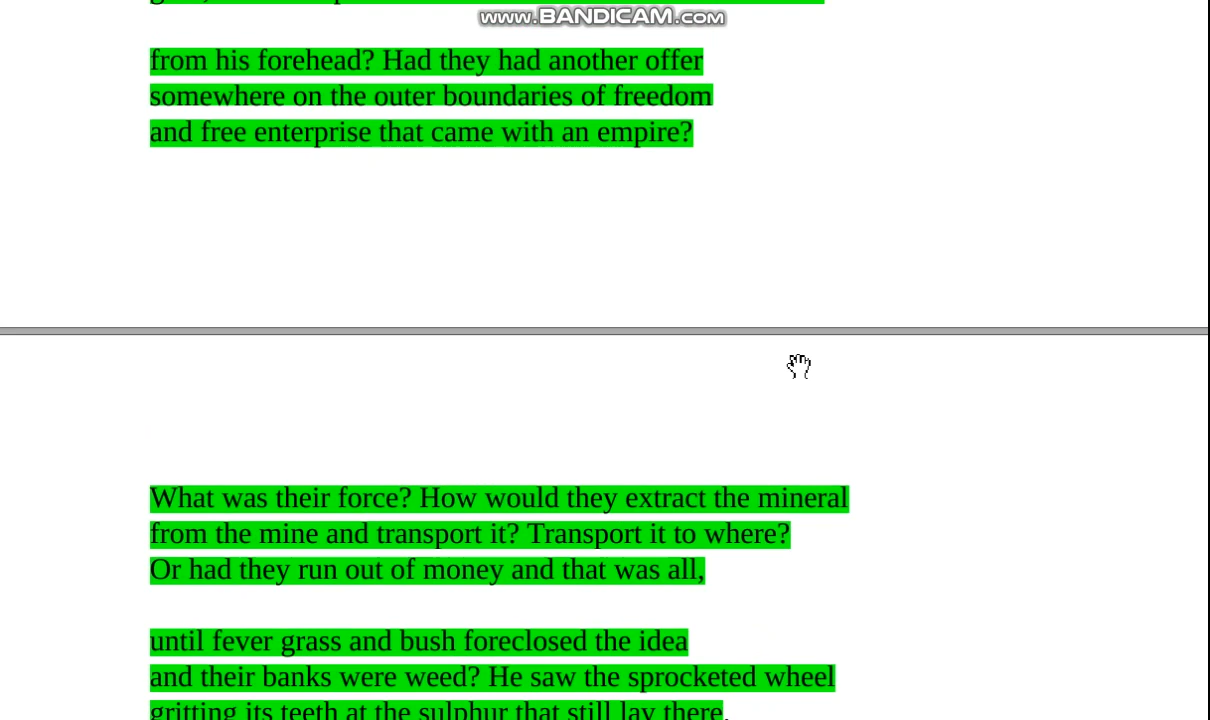 www.BANDICAM.com
from his forehead? Had they had another offer
somewhere on the outer boundaries of freedom
and free enterprise that came with an empire?
What was their force? How would they extract the mineral
from the mine and transport it? Transport it to where?
Or had they run out of money and that was all,
until fever grass and bush foreclosed the idea
and their banks were weed? He saw the sprocketed wheel
gritting its teeth at the sulphur that still lay there,